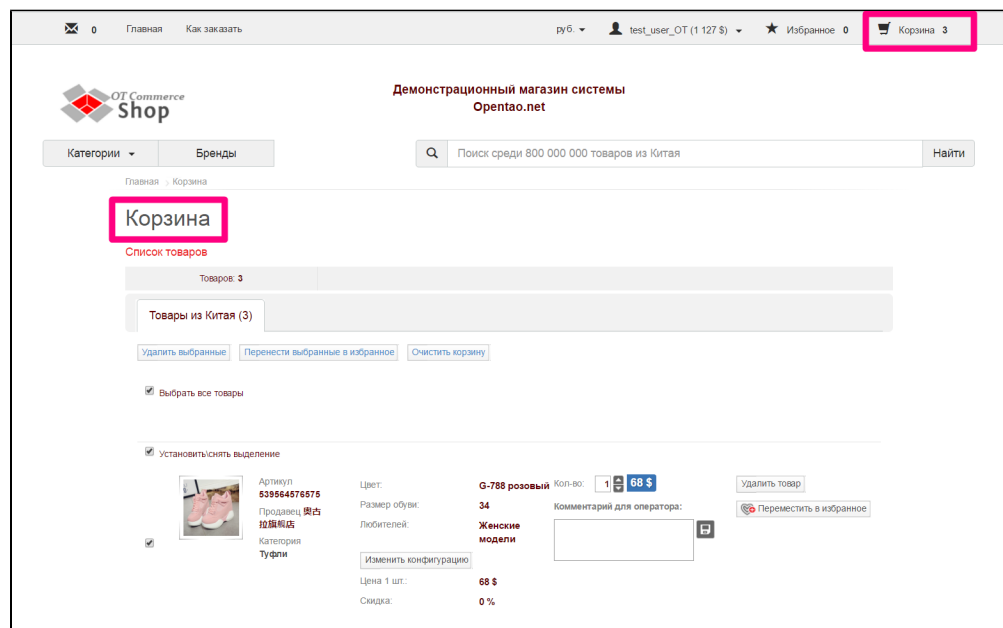 0 Главная Как заказать руб. test_user_OT (1 127 $) Избранное 0 Корзина 3
OT Commerce
Shop
Демонстрационный магазин системы
Opentao.net
Категории Бренды Поиск среди 800 000 000 товаров из Китая Найти
Главная > Корзина
Корзина
Список товаров
Товаров: 3
Товары из Китая (3)
Удалить выбранные Перенести выбранные в избранное Очистить корзину
Выбрать все товары
Установить\снять выделение
Артикул
539564576575
Продавец 奥古
拉旗舰店
Категория
Туфли
Цвет: G-788 розовый
Размер обуви: 34
Любителей: Женские
модели
Изменить конфигурацию
Цена 1 шт.: 68 $
Скидка: 0 %
Кол-во: 1 68 $
Комментарий для оператора:
Удалить товар
Переместить в избранное